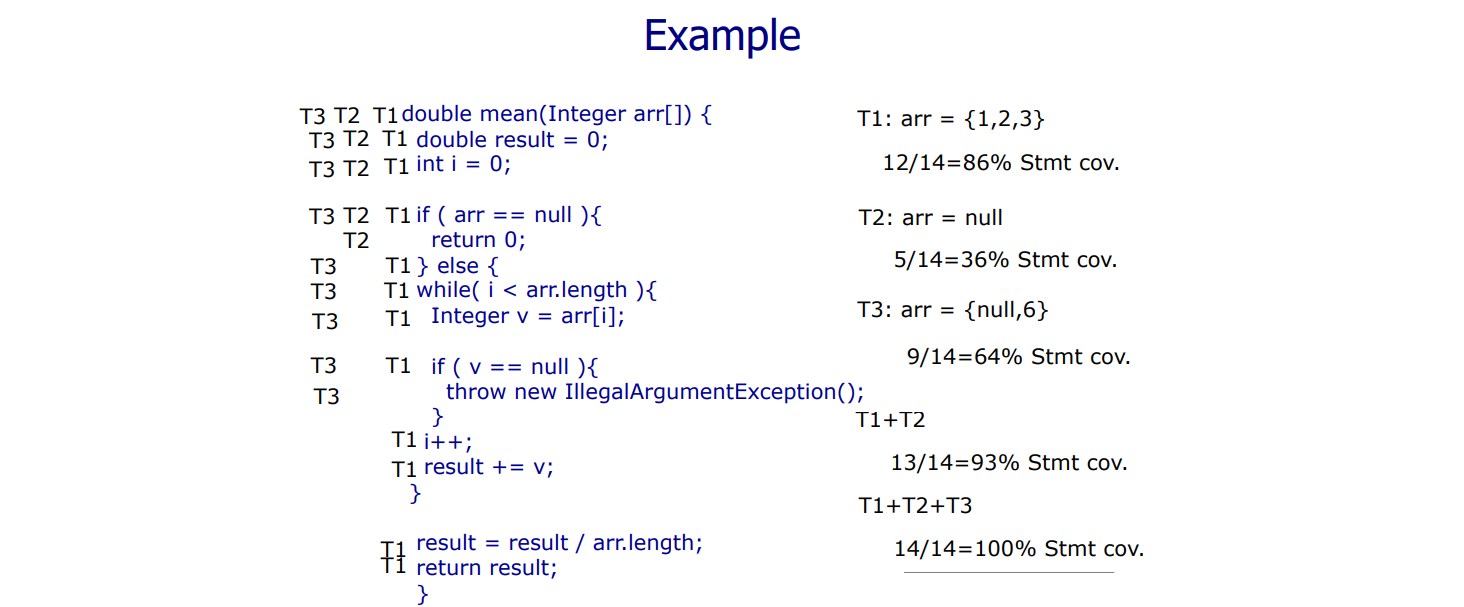 Example
T3 T2 T1 double mean(Integer arr[]) {
T3 T2 T1 double result = 0;
T3 T2 T1 int i = 0;
T3 T2 T1 if ( arr == null ){
T2 return 0;
T3 T1 } else {
T3 T1 while( i < arr.length ){
T3 T1 Integer v = arr[i];
T3 T1 if ( v == null ){
T3 throw new IllegalArgumentException();
}
T1 i++;
T1 result += v;
}
T1 result = result / arr.length;
T1 return result;
}
T1: arr = {1,2,3}
12/14=86% Stmt cov.
T2: arr = null
5/14=36% Stmt cov.
T3: arr = {null,6}
9/14=64% Stmt cov.
T1+T2
13/14=93% Stmt cov.
T1+T2+T3
14/14=100% Stmt cov.